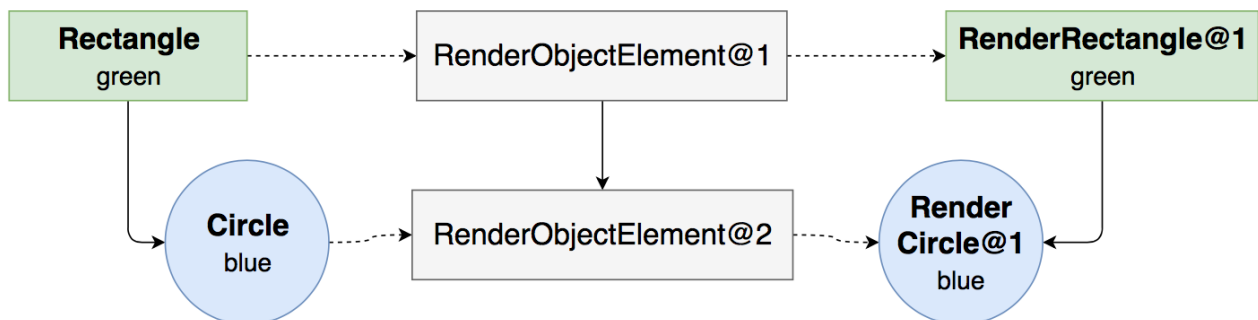 Rectangle
green
RenderObjectElement@1
RenderRectangle@1
green
Circle
blue
RenderObjectElement@2
Render
Circle@1
blue